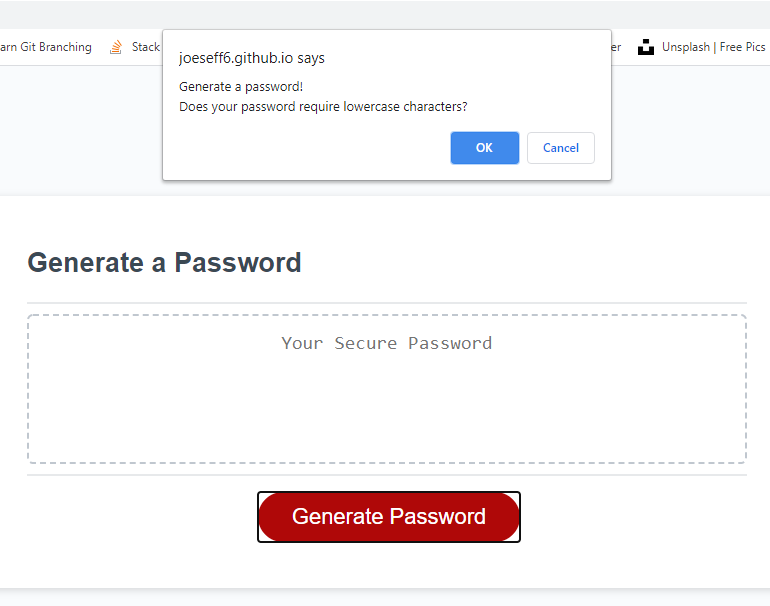 arn Git Branching
Stack
er
Unsplash | Free Pics
joeseff6.github.io says
Generate a password!
Does your password require lowercase characters?
OK
Cancel
Generate a Password
Your Secure Password
Generate Password